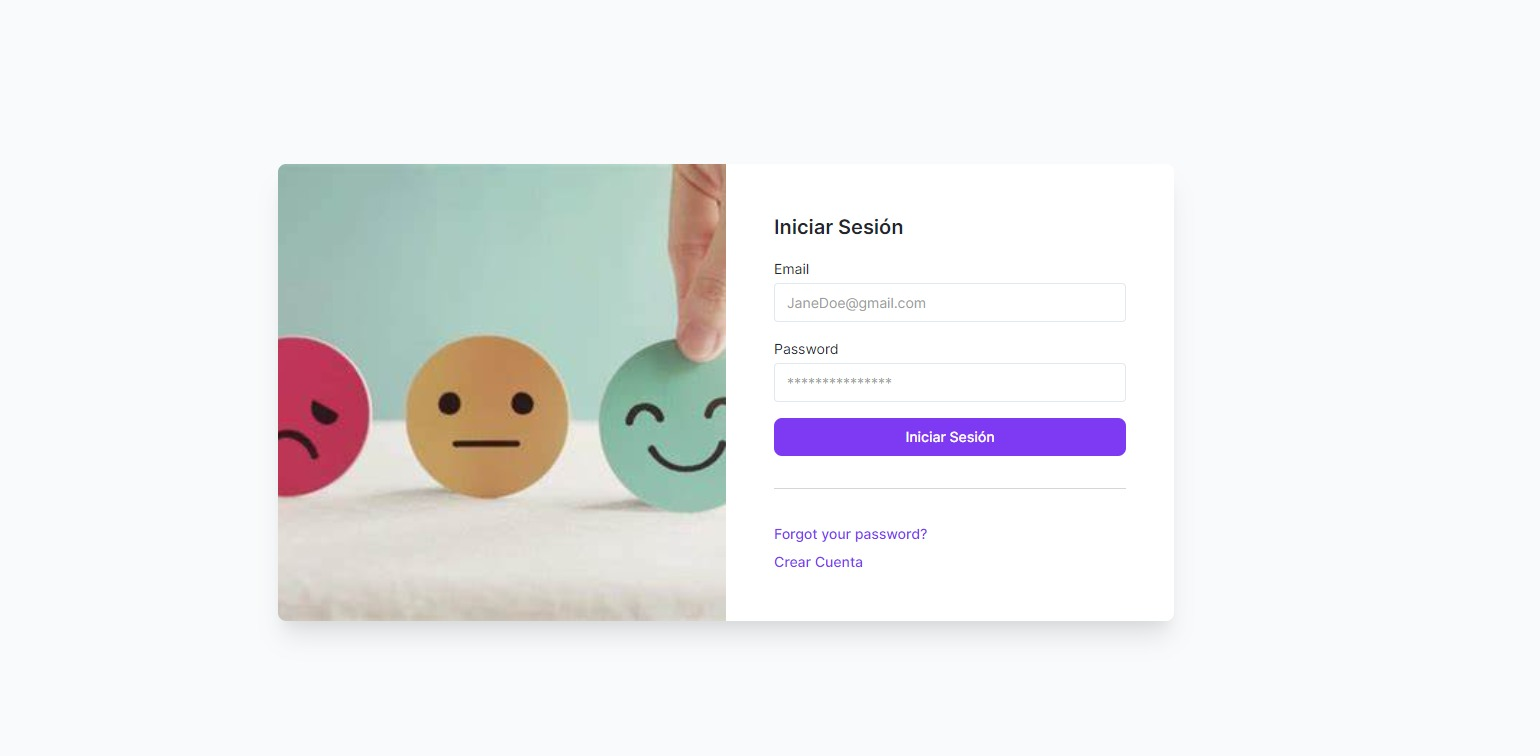 Iniciar Sesión
Email
JaneDoe@gmail.com
Password
***************
Iniciar Sesión
Forgot your password?
Crear Cuenta